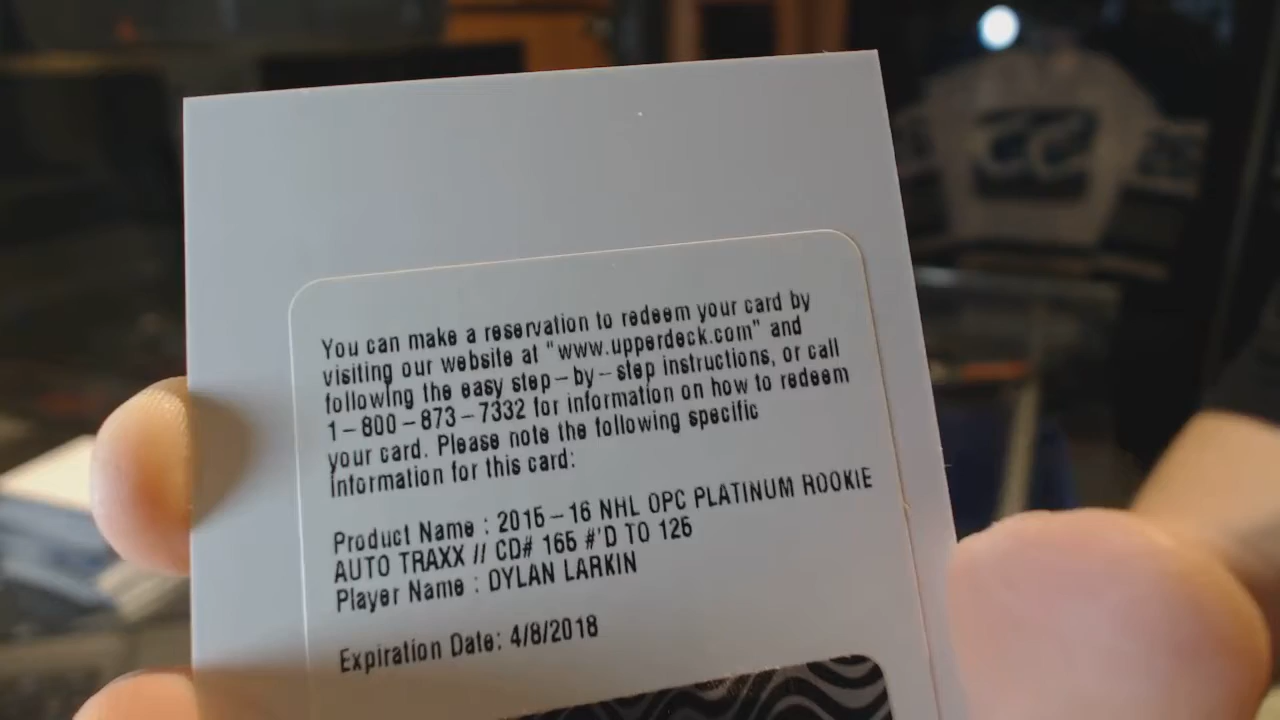 You can make a reservation to redeem your card by
visiting our website at "www.upperdeck.com" and
following the easy step-by-step instructions, or call
1-800-873-7332 for information on how to redeem
your card. Please note the following specific
information for this card:
Product Name : 2015-16 NHL OPC PLATINUM ROOKIE
AUTO TRAXX // CD# 165 #'D TO 125
Player Name : DYLAN LARKIN
Expiration Date: 4/8/2018